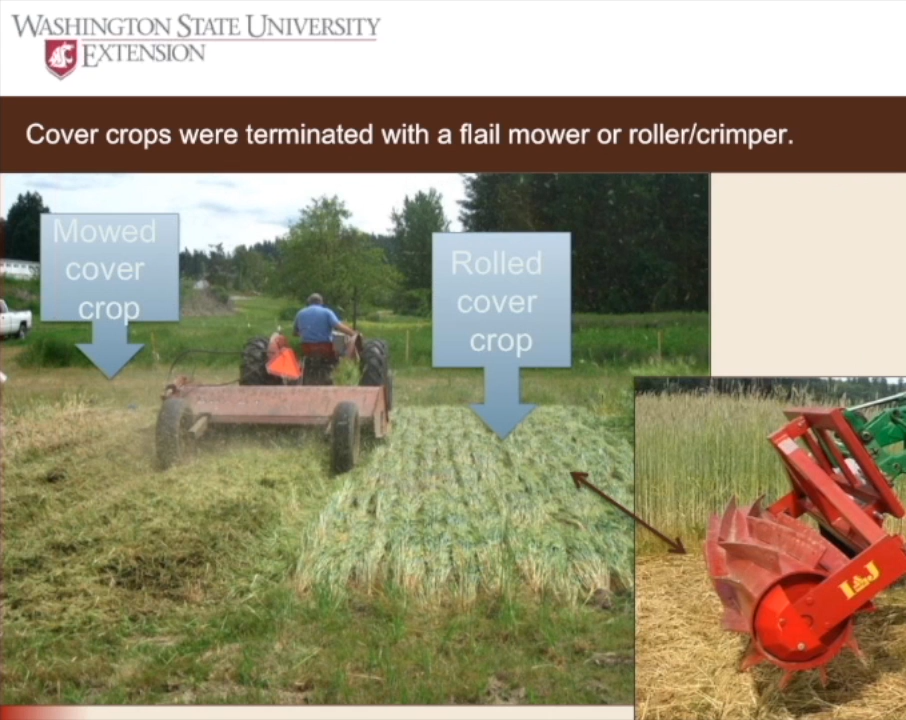 WASHINGTON STATE UNIVERSITY
EXTENSION
Cover crops were terminated with a flail mower or roller/crimper.
Mowed
cover
crop
Rolled
cover
crop
I&J